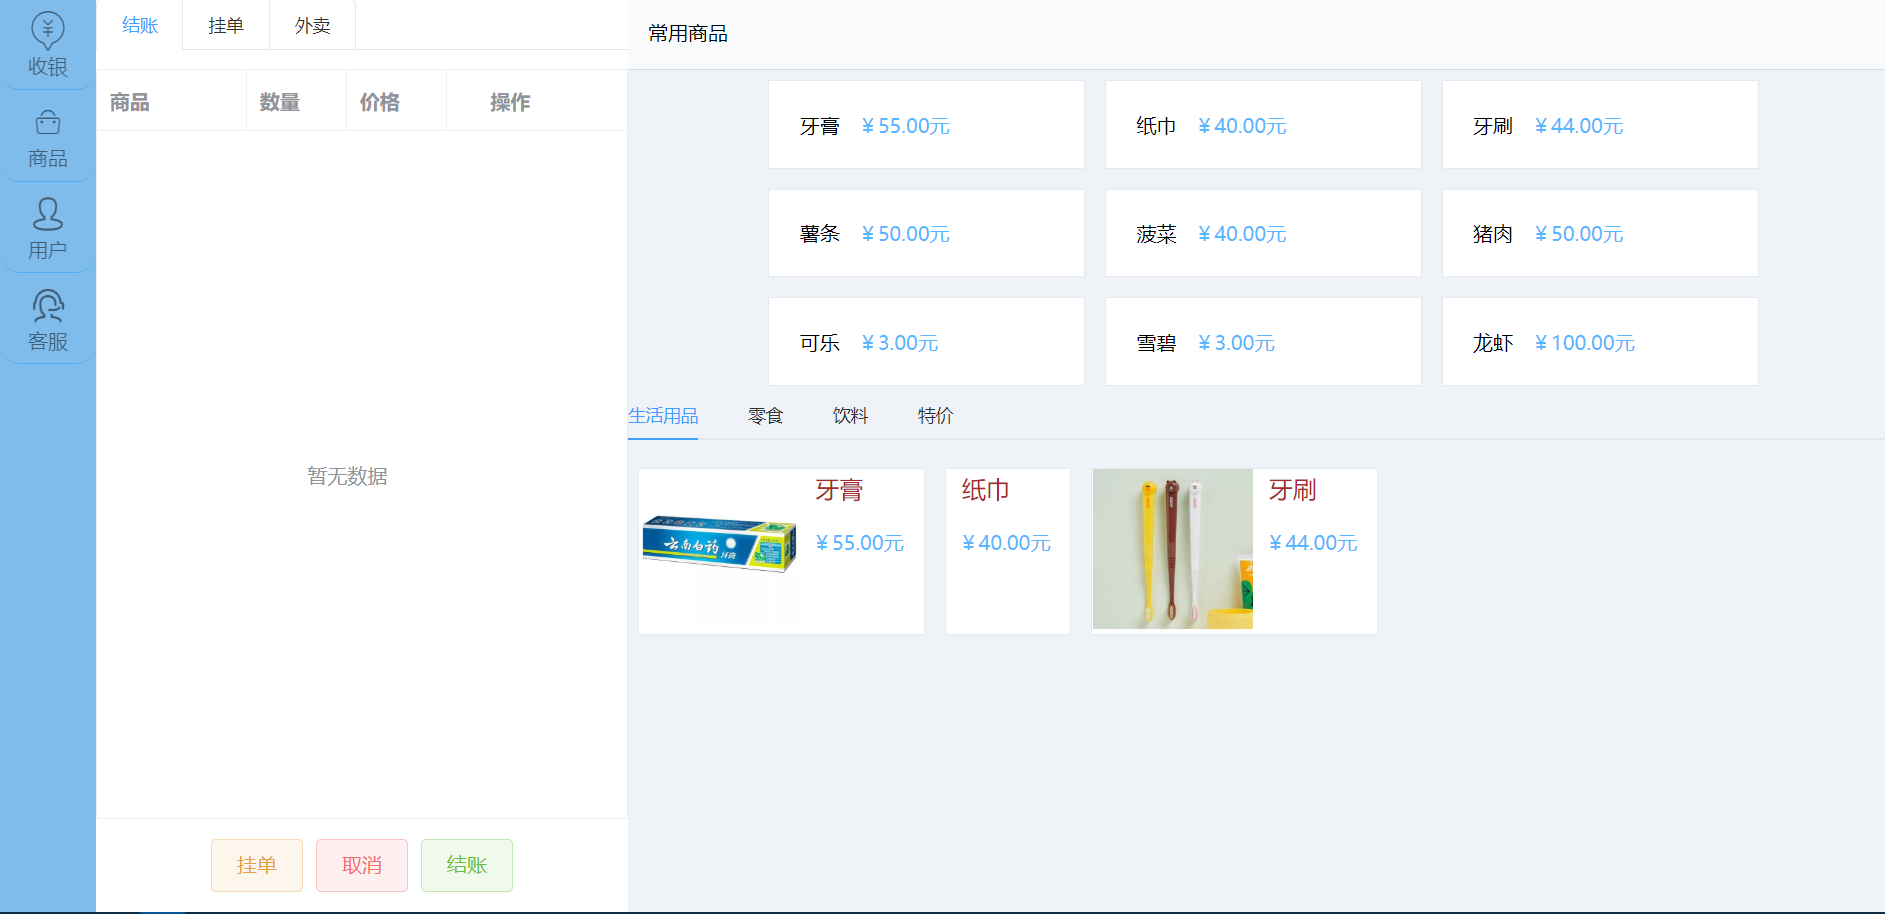 收银
商品
用户
客服
结账 挂单 外卖
商品 数量 价格 操作
暂无数据
挂单 取消 结账
常用商品
牙膏 ¥ 55.00元
纸巾 ¥ 40.00元
牙刷 ¥ 44.00元
薯条 ¥ 50.00元
菠菜 ¥ 40.00元
猪肉 ¥ 50.00元
可乐 ¥ 3.00元
雪碧 ¥ 3.00元
龙虾 ¥ 100.00元
生活用品 零食 饮料 特价
云南白药 牙膏
牙膏
¥ 55.00元
纸巾
¥ 40.00元
牙刷
¥ 44.00元